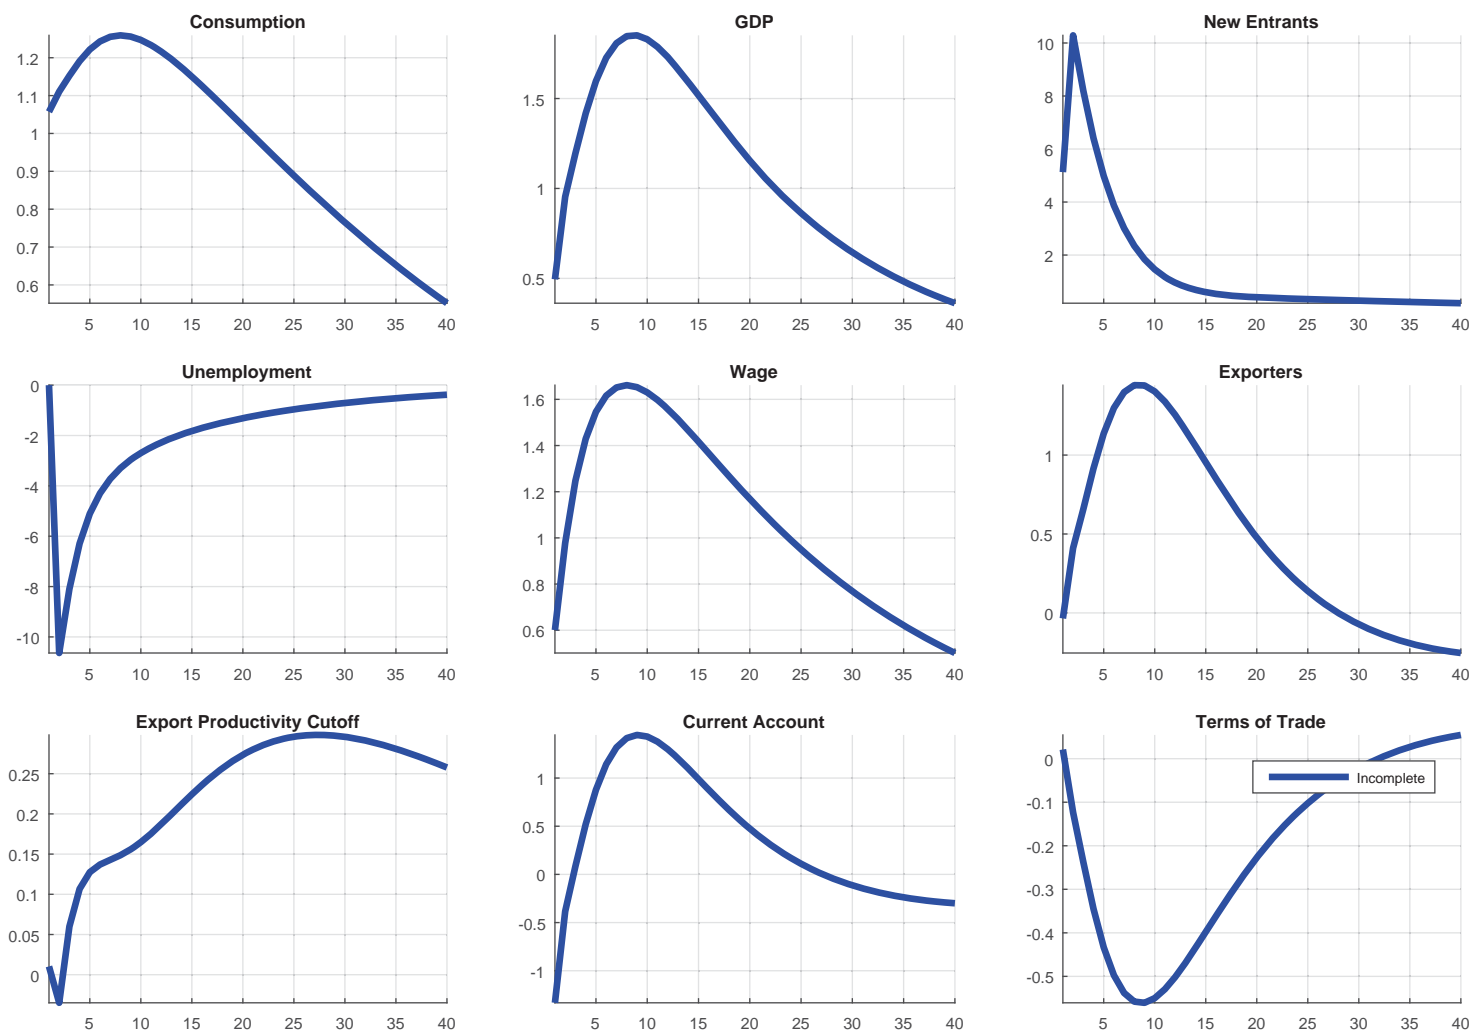 Consumption
1.2
1.1
1
0.9
0.8
0.7
0.6
5 10 15 20 25 30 35 40
GDP
1.5
1
0.5
5 10 15 20 25 30 35 40
New Entrants
10
8
6
4
2
5 10 15 20 25 30 35 40
Unemployment
0
-2
-4
-6
-8
-10
5 10 15 20 25 30 35 40
Wage
1.6
1.4
1.2
1
0.8
0.6
5 10 15 20 25 30 35 40
Exporters
1
0.5
0
5 10 15 20 25 30 35 40
Export Productivity Cutoff
0.25
0.2
0.15
0.1
0.05
0
5 10 15 20 25 30 35 40
Current Account
1
0.5
0
-0.5
-1
5 10 15 20 25 30 35 40
Terms of Trade
0
-0.1
-0.2
-0.3
-0.4
-0.5
Incomplete
5 10 15 20 25 30 35 40